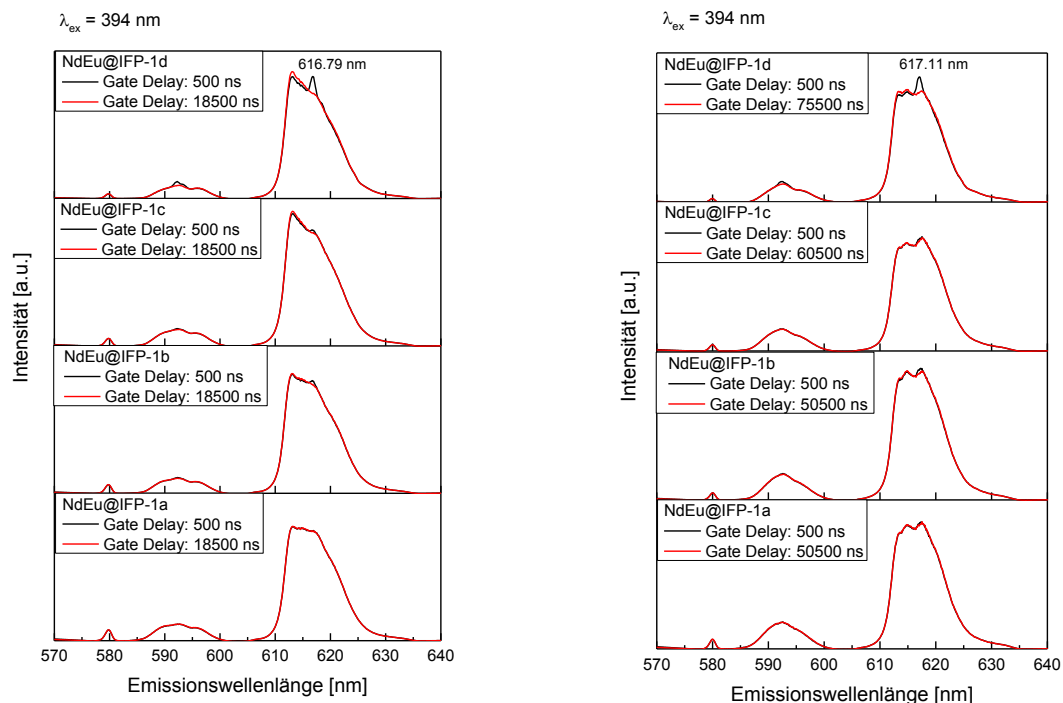 λex = 394 nm
616.79 nm
NdEu@IFP-1d
Gate Delay: 500 ns
Gate Delay: 18500 ns
NdEu@IFP-1c
Gate Delay: 500 ns
Gate Delay: 18500 ns
NdEu@IFP-1b
Gate Delay: 500 ns
Gate Delay: 18500 ns
NdEu@IFP-1a
Gate Delay: 500 ns
Gate Delay: 18500 ns
Intensität [a.u.]
570 580 590 600 610 620 630 640
Emissionswellenlänge [nm]
λex = 394 nm
617.11 nm
NdEu@IFP-1d
Gate Delay: 500 ns
Gate Delay: 75500 ns
NdEu@IFP-1c
Gate Delay: 500 ns
Gate Delay: 60500 ns
NdEu@IFP-1b
Gate Delay: 500 ns
Gate Delay: 50500 ns
NdEu@IFP-1a
Gate Delay: 500 ns
Gate Delay: 50500 ns
Intensität [a.u.]
570 580 590 600 610 620 630 640
Emissionswellenlänge [nm]